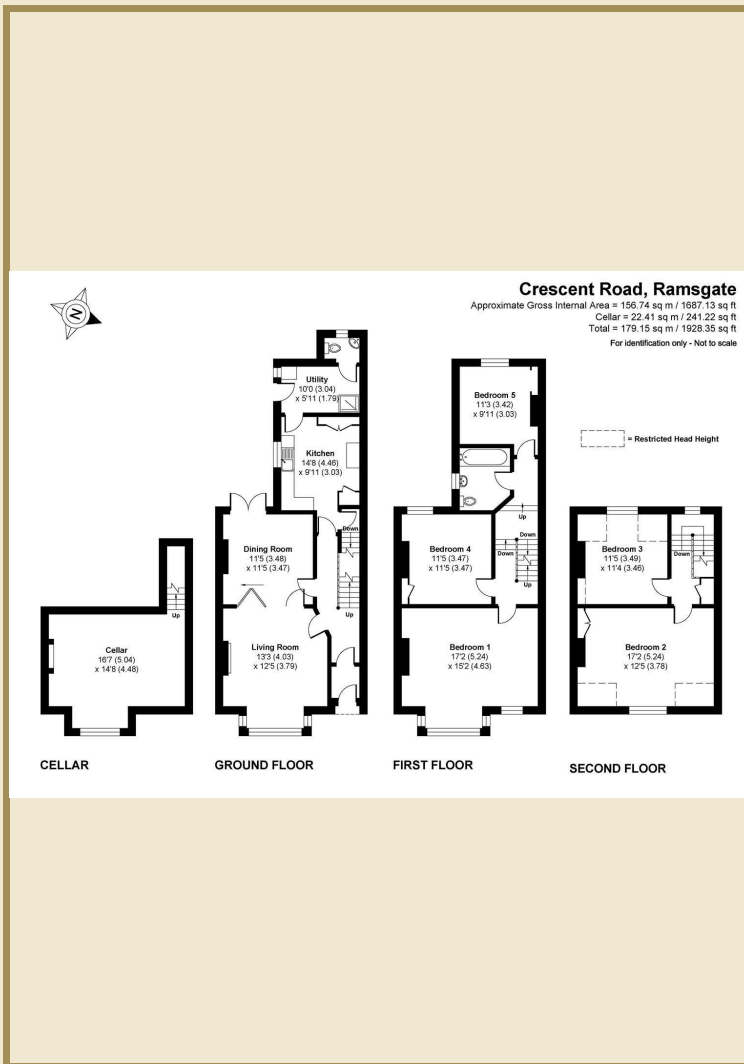 Crescent Road, Ramsgate
Approximate Gross Internal Area = 156.74 sq m / 1687.13 sq ft
Cellar = 22.41 sq m / 241.22 sq ft
Total = 179.15 sq m / 1928.35 sq ft
For identification only - Not to scale
N
= Restricted Head Height
Cellar
16'7 (5.04)
x 14'8 (4.48)
Up
CELLAR
Utility
10'0 (3.04)
x 5'11 (1.79)
Kitchen
14'8 (4.46)
x 9'11 (3.03)
Down
Dining Room
11'5 (3.48)
x 11'5 (3.47)
Up
Living Room
13'3 (4.03)
x 12'5 (3.79)
GROUND FLOOR
Bedroom 5
11'3 (3.42)
x 9'11 (3.03)
Up
Down
Down
Up
Bedroom 4
11'5 (3.47)
x 11'5 (3.47)
Bedroom 1
17'2 (5.24)
x 15'2 (4.63)
FIRST FLOOR
Bedroom 3
11'5 (3.49)
x 11'4 (3.46)
Down
Bedroom 2
17'2 (5.24)
x 12'5 (3.78)
SECOND FLOOR